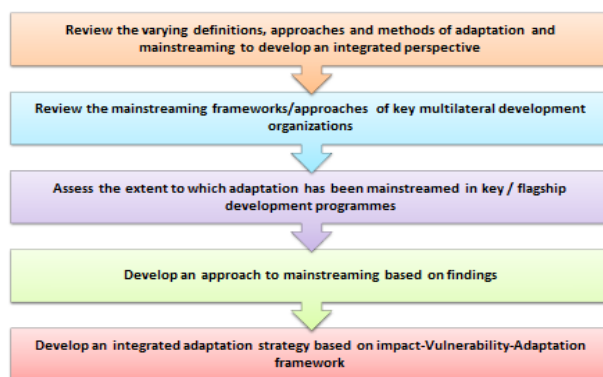 Review the varying definitions, approaches and methods of adaptation and
mainstreaming to develop an integrated perspective
Review the mainstreaming frameworks/approaches of key multilateral development
organizations
Assess the extent to which adaptation has been mainstreamed in key / flagship
development programmes
Develop an approach to mainstreaming based on findings
Develop an integrated adaptation strategy based on impact-Vulnerability-Adaptation
framework